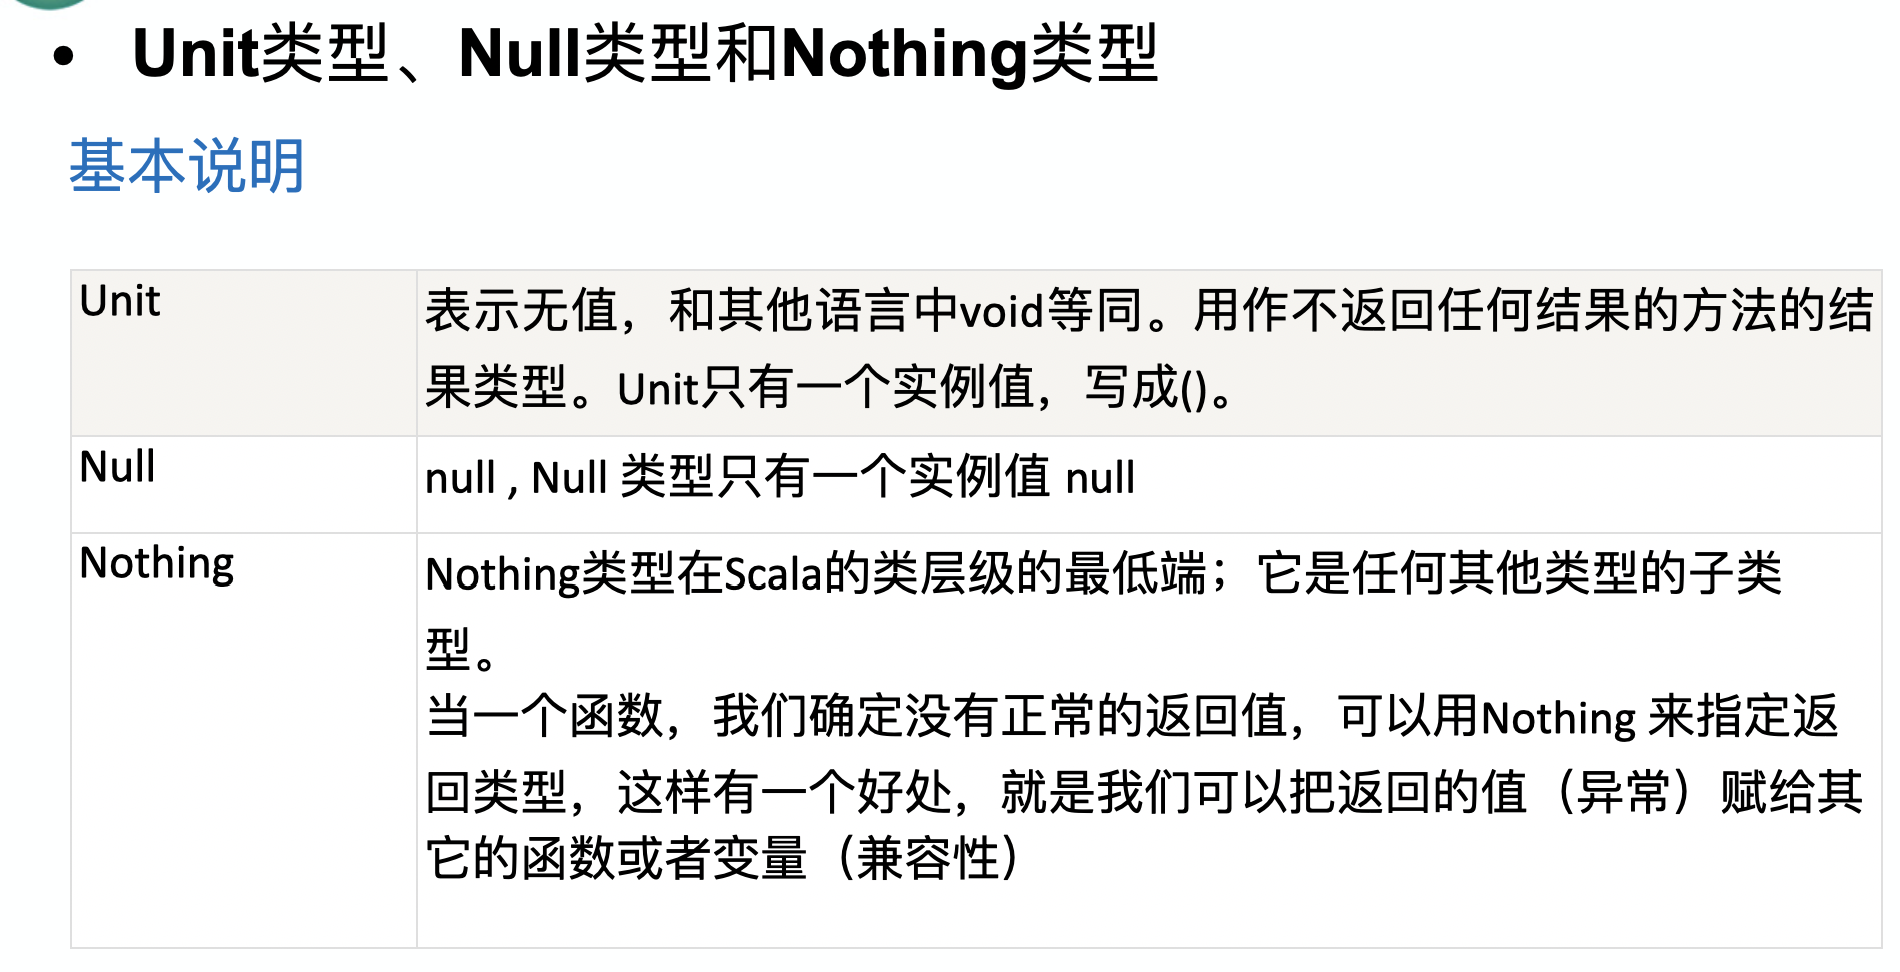 • Unit类型、Null类型和Nothing类型
基本说明
Unit
表示无值，和其他语言中void等同。用作不返回任何结果的方法的结
果类型。Unit只有一个实例值，写成()。
Null
null , Null 类型只有一个实例值 null
Nothing
Nothing类型在Scala的类层级的最低端；它是任何其他类型的子类
型。
当一个函数，我们确定没有正常的返回值，可以用Nothing 来指定返
回类型，这样有一个好处，就是我们可以把返回的值（异常）赋给其
它的函数或者变量（兼容性）